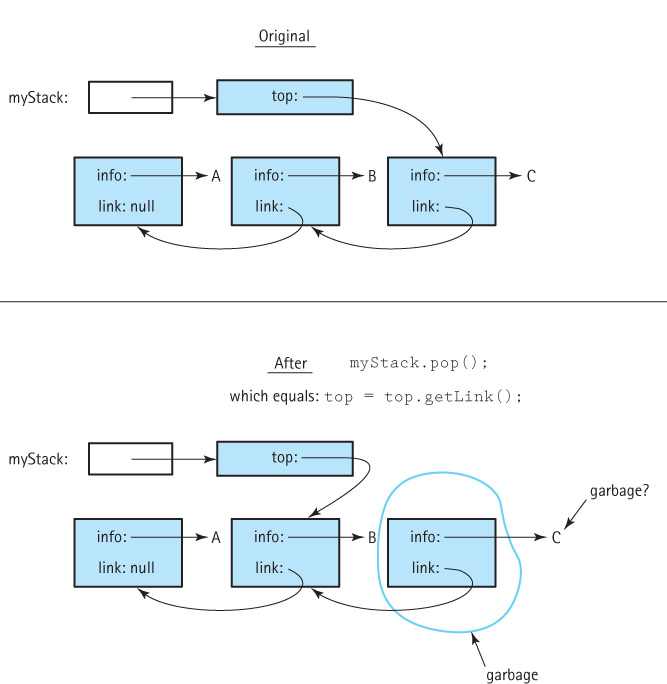 Original
myStack: top:
info: A info: B info: C
link: null link: link:
After myStack.pop();
which equals: top = top.getLink();
myStack: top:
garbage?
info: A info: B info: C
link: null link: link:
garbage